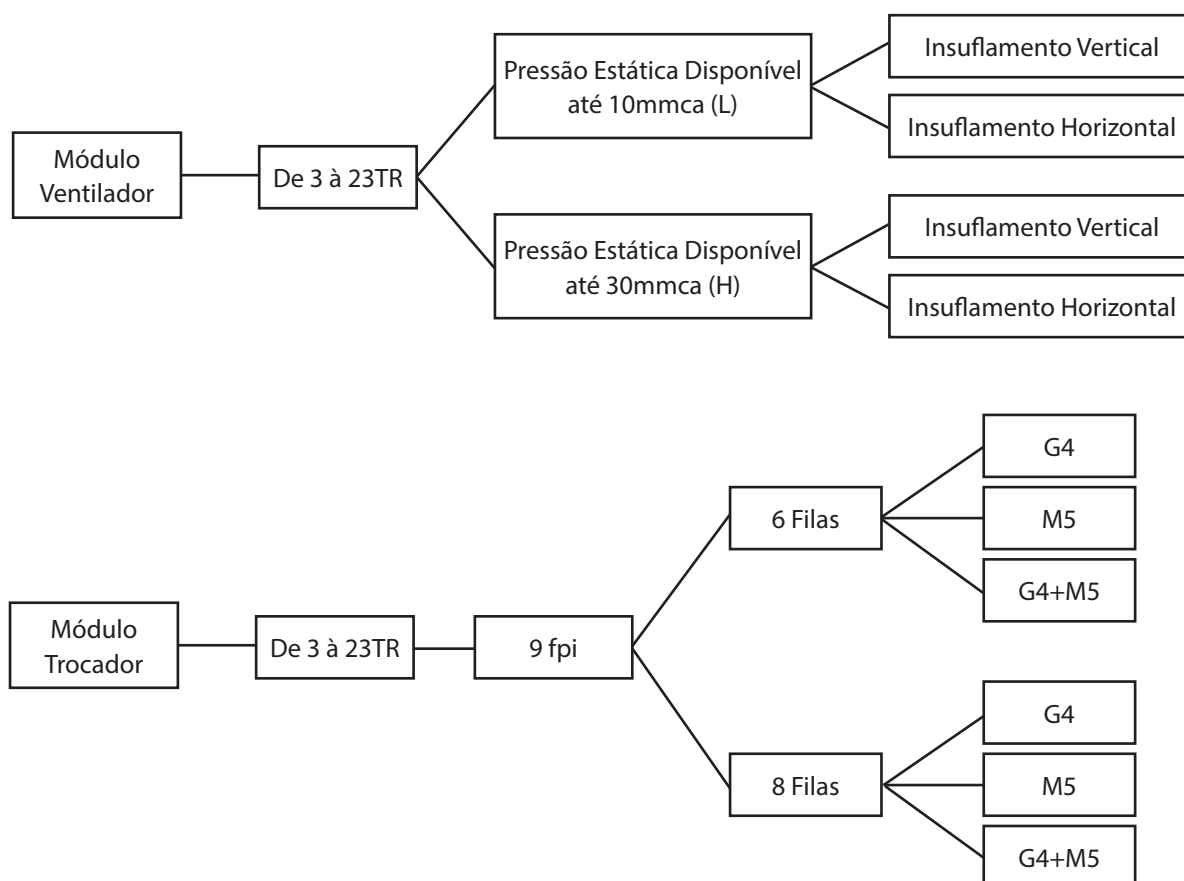 Módulo
Ventilador
De 3 à 23TR
Pressão Estática Disponível
até 10mmca (L)
Insuflamento Vertical
Insuflamento Horizontal
Pressão Estática Disponível
até 30mmca (H)
Insuflamento Vertical
Insuflamento Horizontal
Módulo
Trocador
De 3 à 23TR
9 fpi
6 Filas
G4
M5
G4+M5
8 Filas
G4
M5
G4+M5